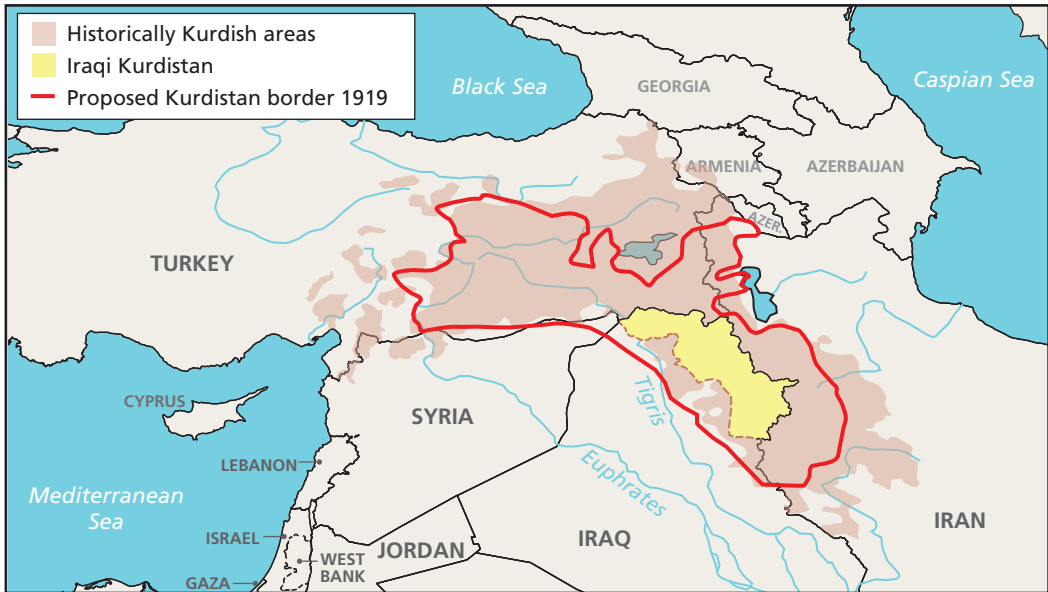 Historically Kurdish areas
Iraqi Kurdistan
Proposed Kurdistan border 1919
Black Sea
Caspian Sea
GEORGIA
ARMENIA
AZERBAIJAN
AZER.
TURKEY
CYPRUS
SYRIA
Tigris
LEBANON
Euphrates
Mediterranean
Sea
ISRAEL
JORDAN
IRAQ
IRAN
WEST
BANK
GAZA